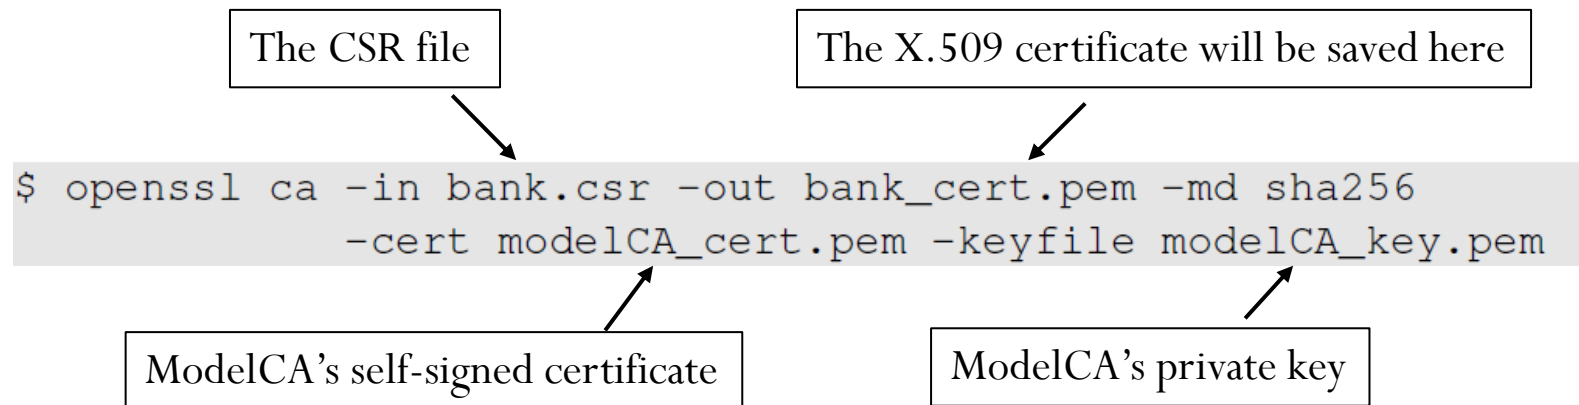 The CSR file
The X.509 certificate will be saved here
$ openssl ca -in bank.csr -out bank_cert.pem -md sha256
-cert modelCA_cert.pem -keyfile modelCA_key.pem
ModelCA’s self-signed certificate
ModelCA’s private key